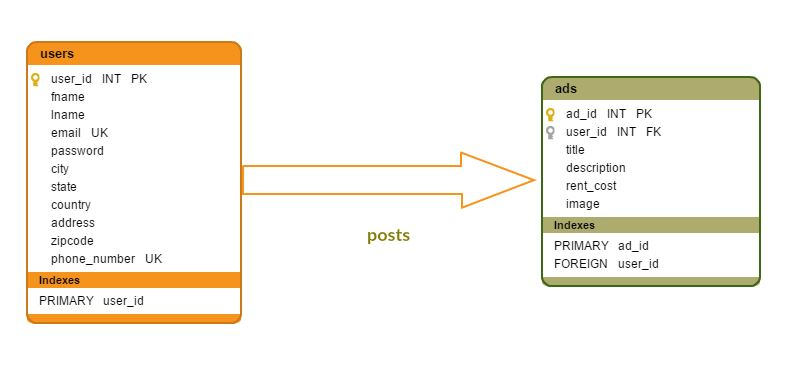 users
user_id INT PK
fname
lname
email UK
password
city
state
country
address
zipcode
phone_number UK
Indexes
PRIMARY user_id
posts
ads
ad_id INT PK
user_id INT FK
title
description
rent_cost
image
Indexes
PRIMARY ad_id
FOREIGN user_id